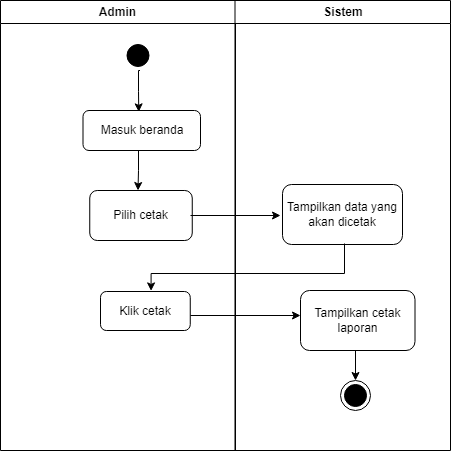 Admin
Sistem
Masuk beranda
Pilih cetak
Tampilkan data yang
akan dicetak
Klik cetak
Tampilkan cetak
laporan